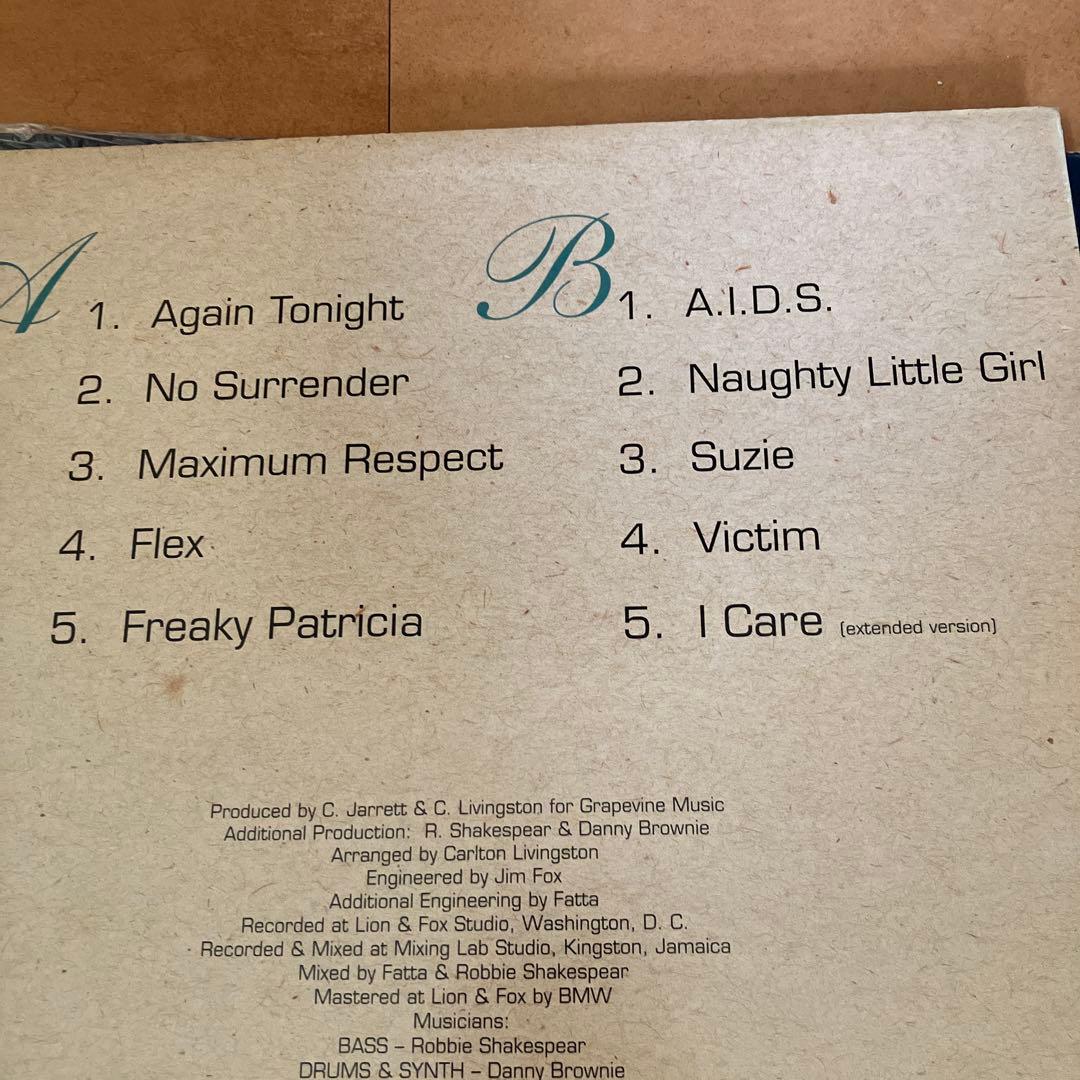 A
1. Again Tonight
2. No Surrender
3. Maximum Respect
4. Flex
5. Freaky Patricia
B
1. A.I.D.S.
2. Naughty Little Girl
3. Suzie
4. Victim
5. I Care (extended version)
Produced by C. Jarrett & C. Livingston for Grapevine Music
Additional Production: R. Shakespear & Danny Brownie
Arranged by Carlton Livingston
Engineered by Jim Fox
Additional Engineering by Fatta
Recorded at Lion & Fox Studio, Washington, D. C.
Recorded & Mixed at Mixing Lab Studio, Kingston, Jamaica
Mixed by Fatta & Robbie Shakespear
Mastered at Lion & Fox by BMW
Musicians:
BASS – Robbie Shakespear
DRUMS & SYNTH – Danny Brownie